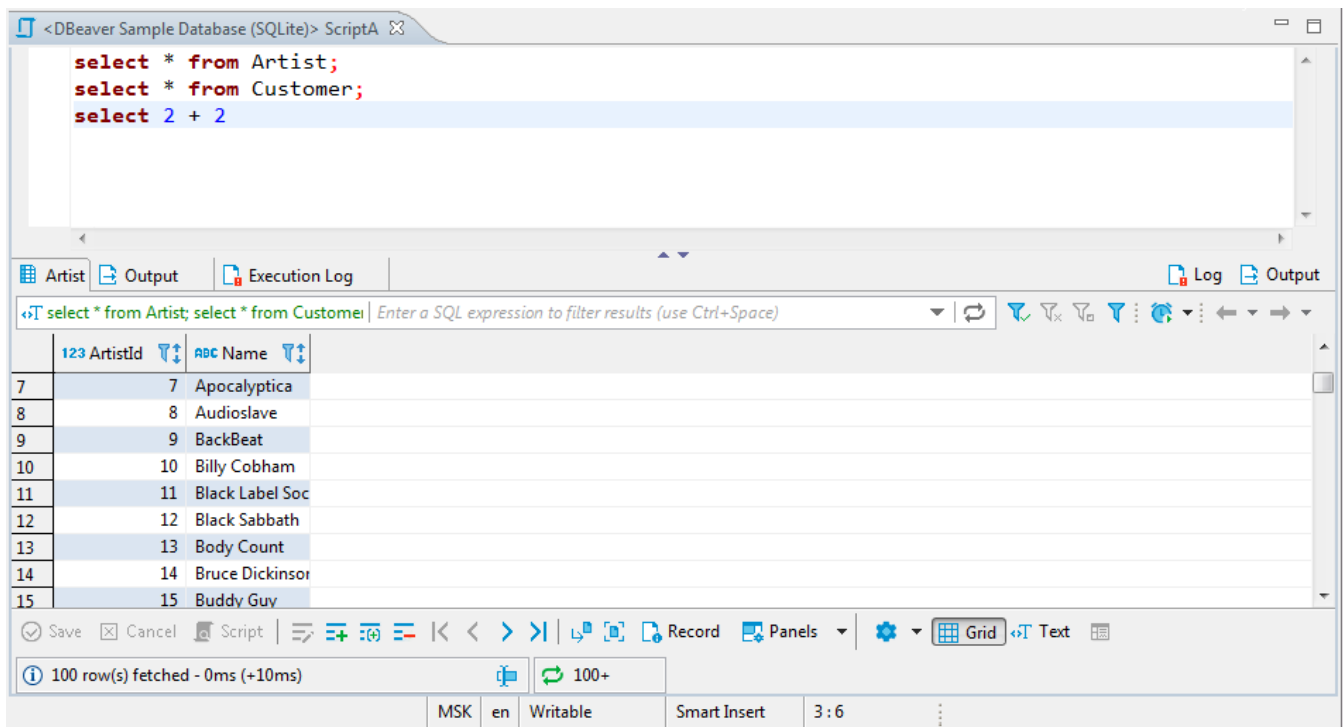 <DBeaver Sample Database (SQLite)> ScriptA
select * from Artist;
select * from Customer;
select 2 + 2
Artist Output Execution Log Log Output
T select * from Artist; select * from Customer Enter a SQL expression to filter results (use Ctrl+Space)
123 ArtistId ABC Name
7 7 Apocalyptica
8 8 Audioslave
9 9 BackBeat
10 10 Billy Cobham
11 11 Black Label Soc
12 12 Black Sabbath
13 13 Body Count
14 14 Bruce Dickinson
15 15 Buddy Guy
Save Cancel Script Record Panels Grid T Text
100 row(s) fetched - 0ms (+10ms) 100+
MSK en Writable Smart Insert 3 : 6